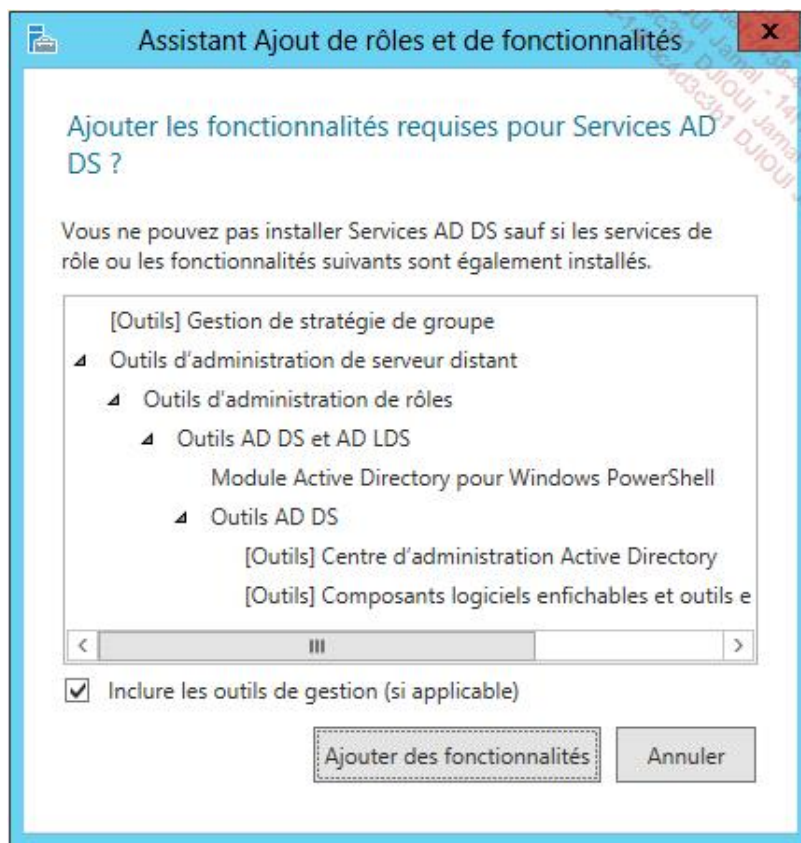 Assistant Ajout de rôles et de fonctionnalités
x
Ajouter les fonctionnalités requises pour Services AD
DS ?
Vous ne pouvez pas installer Services AD DS sauf si les services de
rôle ou les fonctionnalités suivants sont également installés.
[Outils] Gestion de stratégie de groupe
Outils d'administration de serveur distant
Outils d'administration de rôles
Outils AD DS et AD LDS
Module Active Directory pour Windows PowerShell
Outils AD DS
[Outils] Centre d'administration Active Directory
[Outils] Composants logiciels enfichables et outils e
Inclure les outils de gestion (si applicable)
Ajouter des fonctionnalités
Annuler